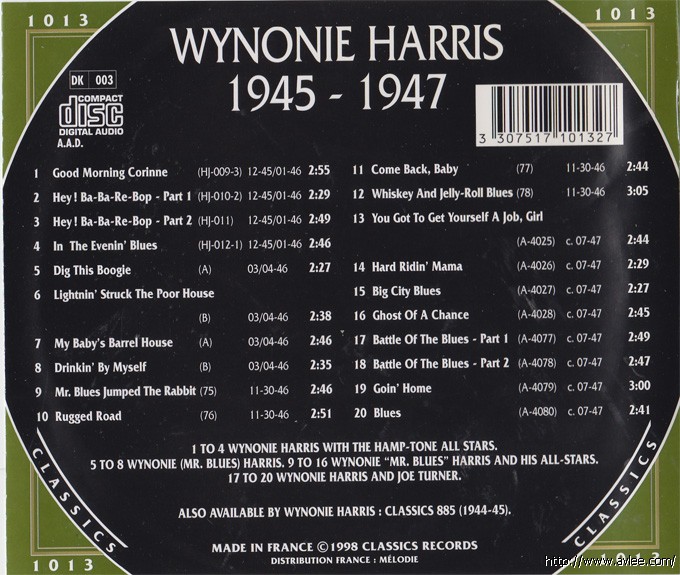 1013
1013
WYNONIE HARRIS
1945 - 1947
DK 003
COMPACT
disc
DIGITAL AUDIO
A.A.D.
3 307517 101327
1 Good Morning Corinne (HJ-009-3) 12-45/01-46 2:55
2 Hey! Ba-Ba-Re-Bop - Part 1 (HJ-010-2) 12-45/01-46 2:29
3 Hey! Ba-Ba-Re-Bop - Part 2 (HJ-011) 12-45/01-46 2:49
4 In The Evenin' Blues (HJ-012-1) 12-45/01-46 2:46
5 Dig This Boogie (A) 03/04-46 2:27
6 Lightnin' Struck The Poor House
(B) 03/04-46 2:38
7 My Baby's Barrel House (A) 03/04-46 2:46
8 Drinkin' By Myself (B) 03/04-46 2:35
9 Mr. Blues Jumped The Rabbit (75) 11-30-46 2:46
10 Rugged Road (76) 11-30-46 2:51
11 Come Back, Baby (77) 11-30-46 2:44
12 Whiskey And Jelly-Roll Blues (78) 11-30-46 3:05
13 You Got To Get Yourself A Job, Girl
(A-4025) c. 07-47 2:44
14 Hard Ridin' Mama (A-4026) c. 07-47 2:29
15 Big City Blues (A-4027) c. 07-47 2:27
16 Ghost Of A Chance (A-4028) c. 07-47 2:45
17 Battle Of The Blues - Part 1 (A-4077) c. 07-47 2:49
18 Battle Of The Blues - Part 2 (A-4078) c. 07-47 2:47
19 Goin' Home (A-4079) c. 07-47 3:00
20 Blues (A-4080) c. 07-47 2:41
1 TO 4 WYNONIE HARRIS WITH THE HAMP-TONE ALL STARS.
5 TO 8 WYNONIE (MR. BLUES) HARRIS. 9 TO 16 WYNONIE "MR. BLUES" HARRIS AND HIS ALL-STARS.
17 TO 20 WYNONIE HARRIS AND JOE TURNER.
ALSO AVAILABLE BY WYNONIE HARRIS : CLASSICS 885 (1944-45).
MADE IN FRANCE ©1998 CLASSICS RECORDS
DISTRIBUTION FRANCE : MÉLODIE
CLASSICS
CLASSICS
1013
1013
http://www.avlee.com/